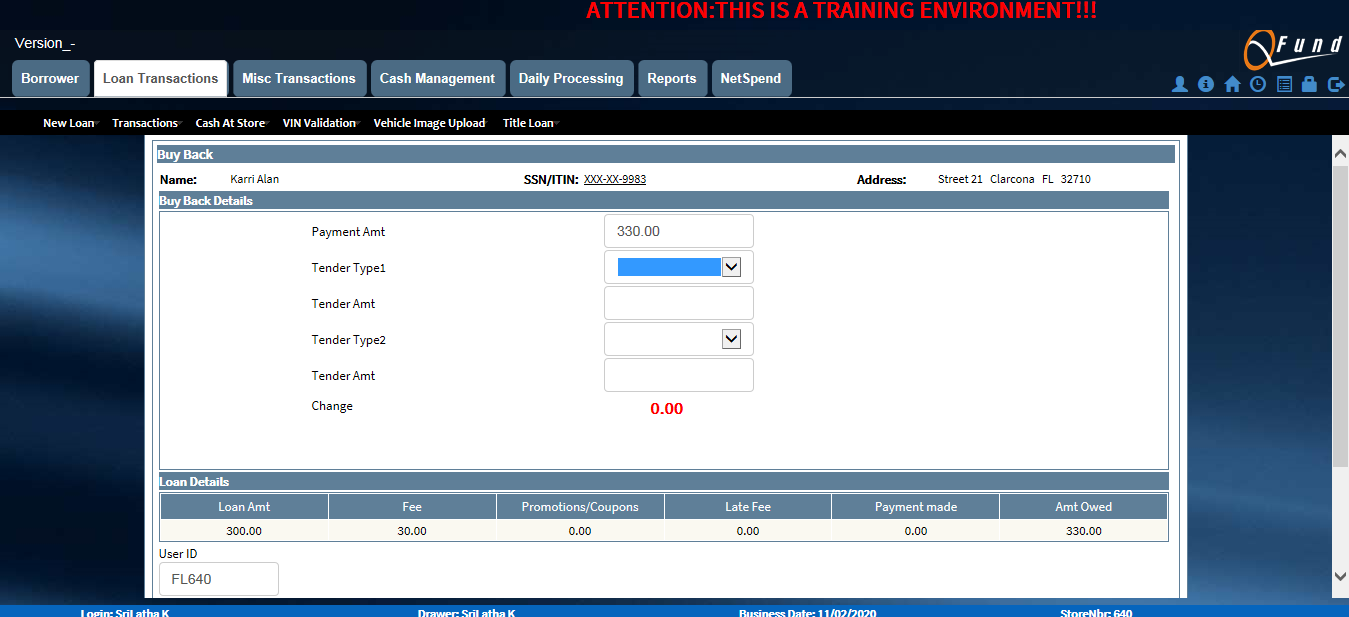 ATTENTION:THIS IS A TRAINING ENVIRONMENT!!!
Version_-
QFund
Borrower Loan Transactions Misc Transactions Cash Management Daily Processing Reports NetSpend
New Loan Transactions Cash At Store VIN Validation Vehicle Image Upload Title Loan
Buy Back
Name: Karri Alan SSN/ITIN: XXX-XX-9983 Address: Street 21 Clarcona FL 32710
Buy Back Details
Payment Amt 330.00
Tender Type1
Tender Amt
Tender Type2
Tender Amt
Change 0.00
Loan Details
Loan Amt Fee Promotions/Coupons Late Fee Payment made Amt Owed
300.00 30.00 0.00 0.00 0.00 330.00
User ID
FL640
Login: SriLatha K Drawer: SriLatha K Business Date: 11/02/2020 StoreNbr: 640